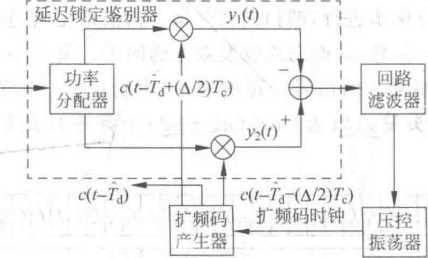 延迟锁定鉴别器
y₁(t)
功率
分配器
c(t−T̂d+(Δ/2)Tc)
−
+
y₂(t)
回路
滤波器
c(t−T̂d)
c(t−T̂d−(Δ/2)Tc)
扩频码时钟
扩频码
产生器
压控
振荡器